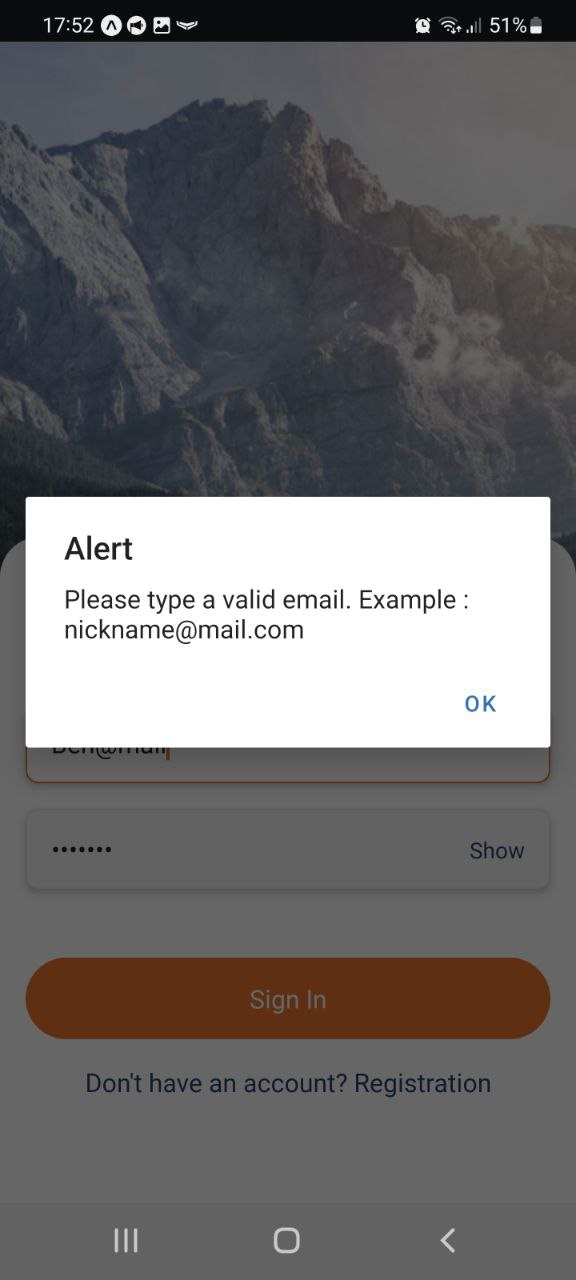 17:52 51%
Alert
Please type a valid email. Example :
nickname@mail.com
OK
Ben@mail
••••••• Show
Sign In
Don't have an account? Registration